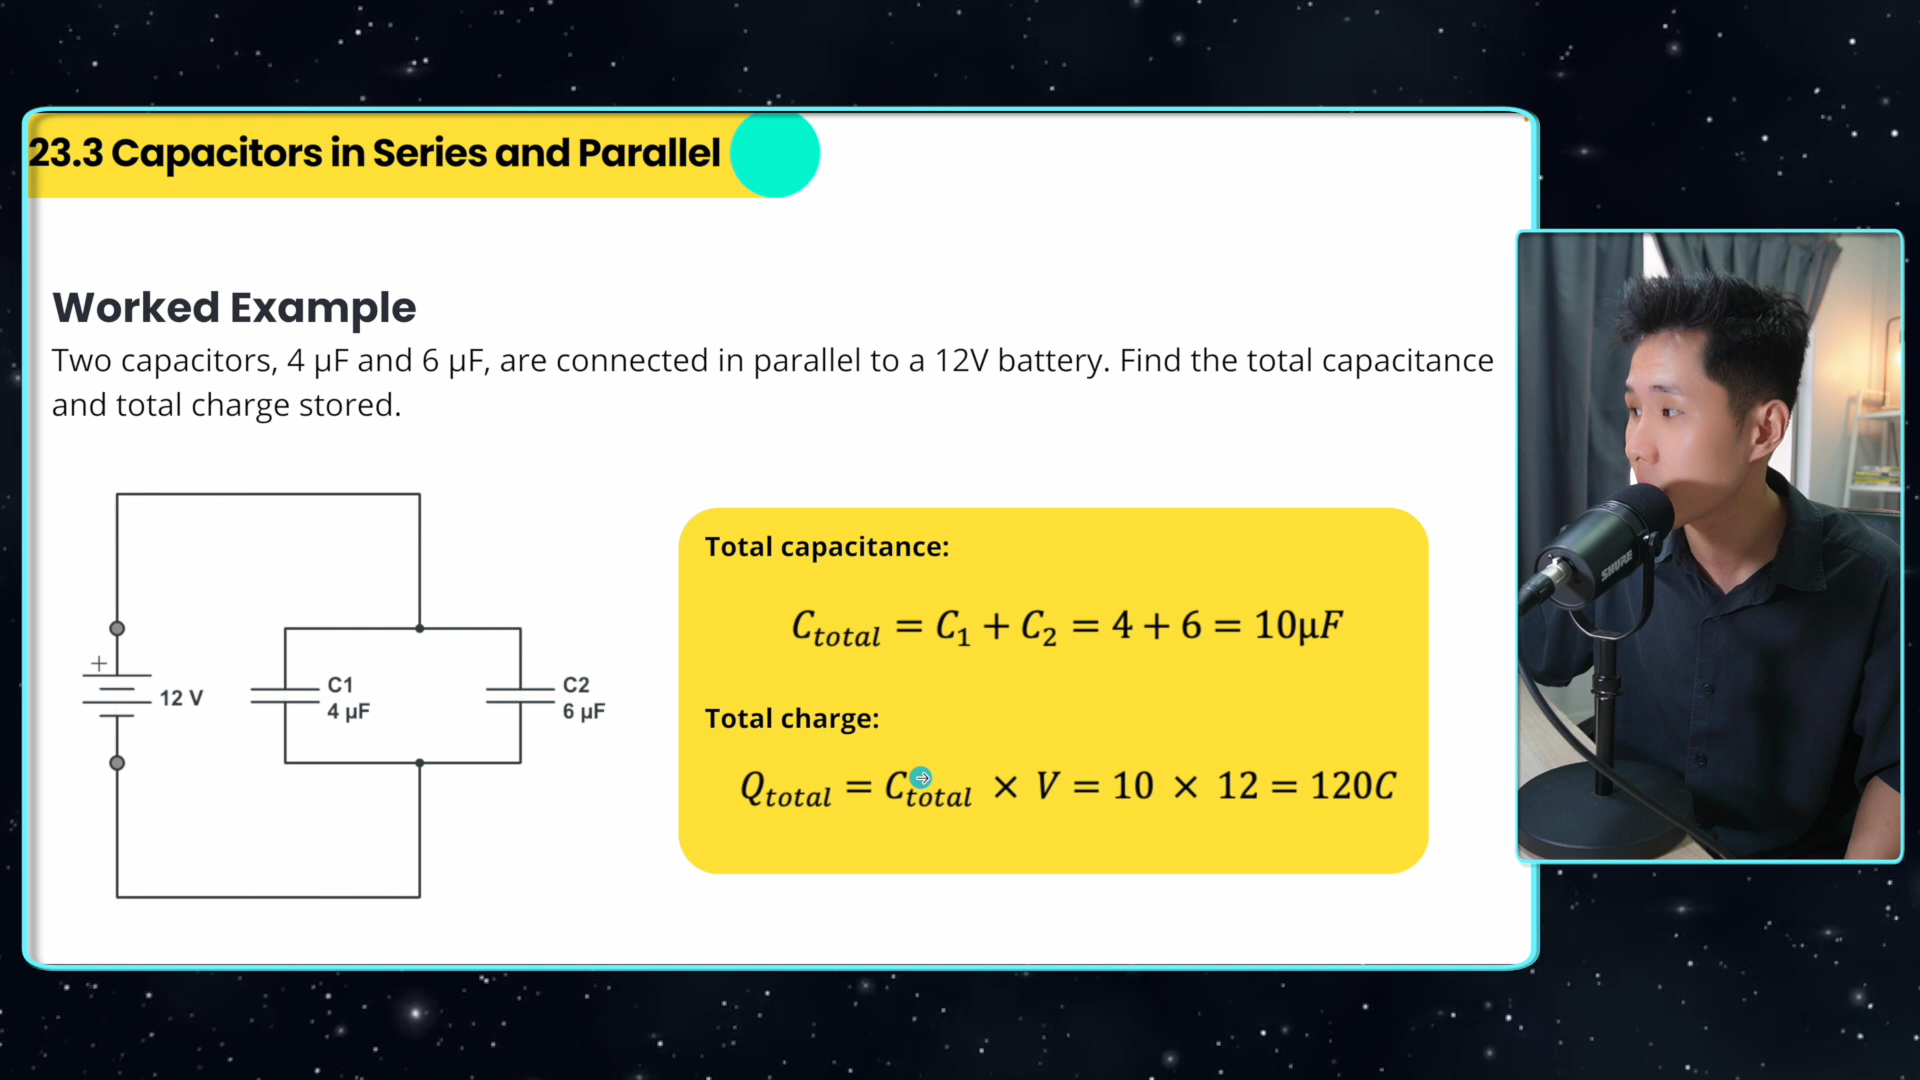 23.3 Capacitors in Series and Parallel
Worked Example
Two capacitors, 4 µF and 6 µF, are connected in parallel to a 12V battery. Find the total capacitance
and total charge stored.
+
12 V
C1
4 µF
C2
6 µF
Total capacitance:
C_total = C_1 + C_2 = 4 + 6 = 10µF
Total charge:
Q_total = C_total × V = 10 × 12 = 120C
SHURE